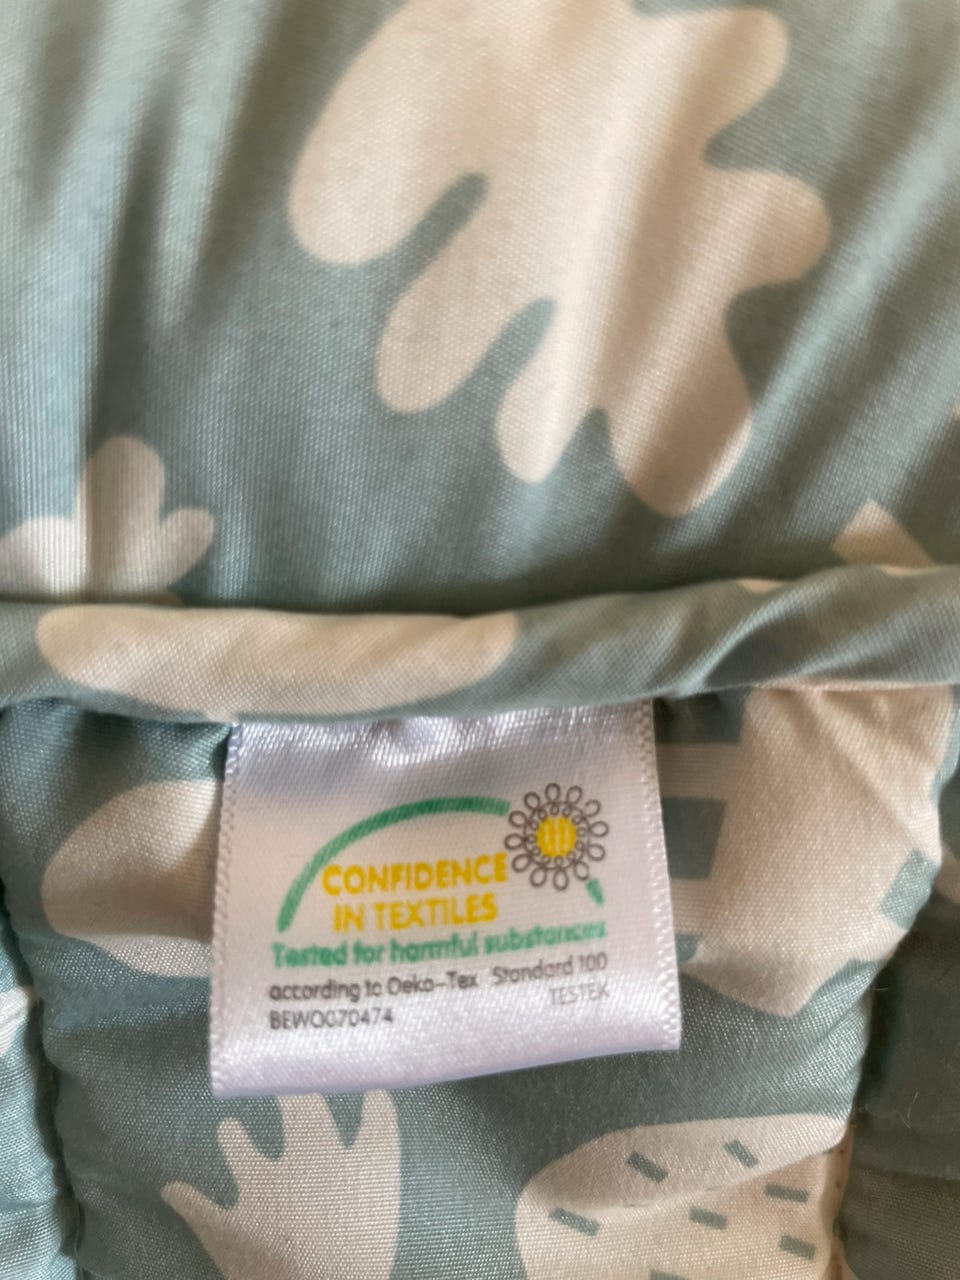 CONFIDENCE
IN TEXTILES
Tested for harmful substances
according to Oeko-Tex Standard 100
TESTEX
BEWO070474